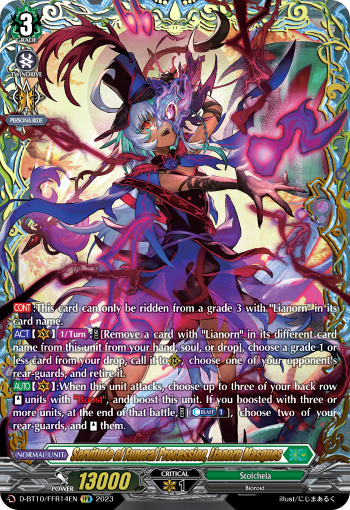 3
GRADE
TWINDRIVE
PERSONA RIDE
CONT:This card can only be ridden from a grade 3 with "Lianorn" in its
card name.
ACT【】1/Turn:[Remove a card with "Lianorn" in its different card
name from this unit from your hand, soul, or drop], choose a grade 1 or
less card from your drop, call it to, choose one of your opponent's
rear-guards, and retire it.
AUTO【】:When this unit attacks, choose up to three of your back row
units with "Boost", and boost this unit. If you boosted with three or
more units, at the end of that battle, [BLAST 1], choose two of your
rear-guards, and them.
NORMAL UNIT
of Funeral Procession, Lianorn Masques
POWER 13000
CRITICAL
1
Stoicheia
Bioroid
D-BT10/FFR14EN FFR 2023
illust/にじまあるく